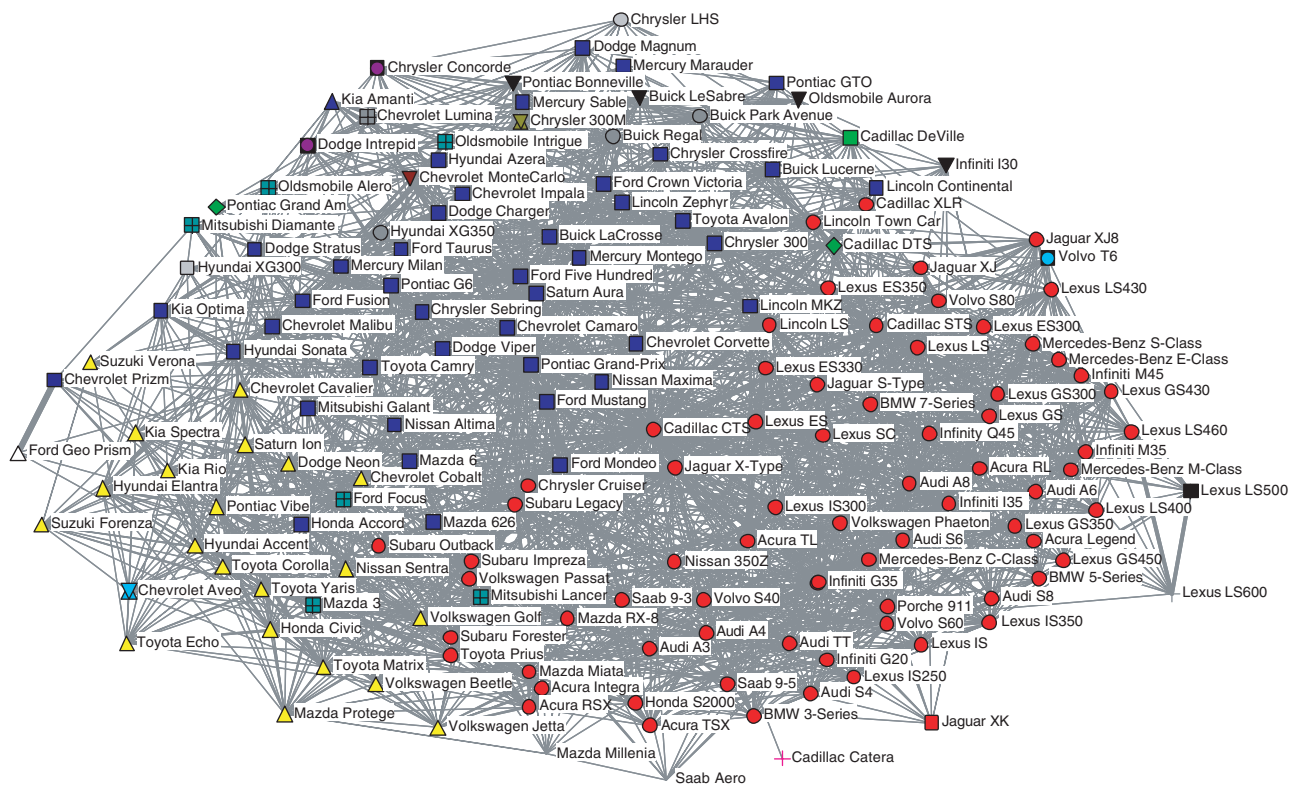 Chrysler LHS
Dodge Magnum
Mercury Marauder
Chrysler Concorde
Pontiac Bonneville
Pontiac GTO
Kia Amanti
Mercury Sable
Buick LeSabre
Oldsmobile Aurora
Chevrolet Lumina
Chrysler 300M
Buick Park Avenue
Buick Regal
Cadillac DeVille
Dodge Intrepid
Oldsmobile Intrigue
Hyundai Azera
Chrysler Crossfire
Infiniti I30
Chevrolet MonteCarlo
Buick Lucerne
Oldsmobile Alero
Chevrolet Impala
Ford Crown Victoria
Lincoln Continental
Pontiac Grand Am
Dodge Charger
Lincoln Zephyr
Cadillac XLR
Mitsubishi Diamante
Hyundai XG350
Toyota Avalon
Lincoln Town Car
Dodge Stratus
Ford Taurus
Buick LaCrosse
Chrysler 300
Cadillac DTS
Jaguar XJ8
Hyundai XG300
Mercury Milan
Mercury Montego
Jaguar XJ
Volvo T6
Pontiac G6
Ford Five Hundred
Saturn Aura
Lexus ES350
Lexus LS430
Kia Optima
Ford Fusion
Chrysler Sebring
Lincoln MKZ
Volvo S80
Chevrolet Malibu
Chevrolet Camaro
Lincoln LS
Cadillac STS
Lexus ES300
Suzuki Verona
Hyundai Sonata
Dodge Viper
Chevrolet Corvette
Lexus LS
Mercedes-Benz S-Class
Mercedes-Benz E-Class
Chevrolet Prizm
Toyota Camry
Pontiac Grand-Prix
Lexus ES330
Infiniti M45
Chevrolet Cavalier
Nissan Maxima
Jaguar S-Type
Lexus GS300
Lexus GS430
Mitsubishi Galant
Ford Mustang
BMW 7-Series
Lexus GS
Kia Spectra
Nissan Altima
Cadillac CTS
Lexus ES
Lexus SC
Infinity Q45
Lexus LS460
Ford Geo Prism
Saturn Ion
Infiniti M35
Kia Rio
Dodge Neon
Mazda 6
Ford Mondeo
Jaguar X-Type
Acura RL
Mercedes-Benz M-Class
Hyundai Elantra
Chevrolet Cobalt
Chrysler Cruiser
Audi A8
Audi A6
Lexus LS500
Pontiac Vibe
Ford Focus
Subaru Legacy
Lexus IS300
Infiniti I35
Lexus LS400
Suzuki Forenza
Honda Accord
Mazda 626
Volkswagen Phaeton
Lexus GS350
Hyundai Accent
Subaru Outback
Acura TL
Audi S6
Acura Legend
Toyota Corolla
Nissan Sentra
Subaru Impreza
Nissan 350Z
Mercedes-Benz C-Class
Lexus GS450
Chevrolet Aveo
Toyota Yaris
Volkswagen Passat
Infiniti G35
BMW 5-Series
Lexus LS600
Mazda 3
Mitsubishi Lancer
Saab 9-3
Volvo S40
Porche 911
Audi S8
Toyota Echo
Honda Civic
Volkswagen Golf
Mazda RX-8
Volvo S60
Lexus IS350
Subaru Forester
Audi A4
Toyota Prius
Audi A3
Audi TT
Lexus IS
Toyota Matrix
Mazda Miata
Infiniti G20
Volkswagen Beetle
Acura Integra
Saab 9-5
Lexus IS250
Mazda Protege
Acura RSX
Honda S2000
Audi S4
Volkswagen Jetta
Acura TSX
BMW 3-Series
Jaguar XK
Mazda Millenia
Cadillac Catera
Saab Aero